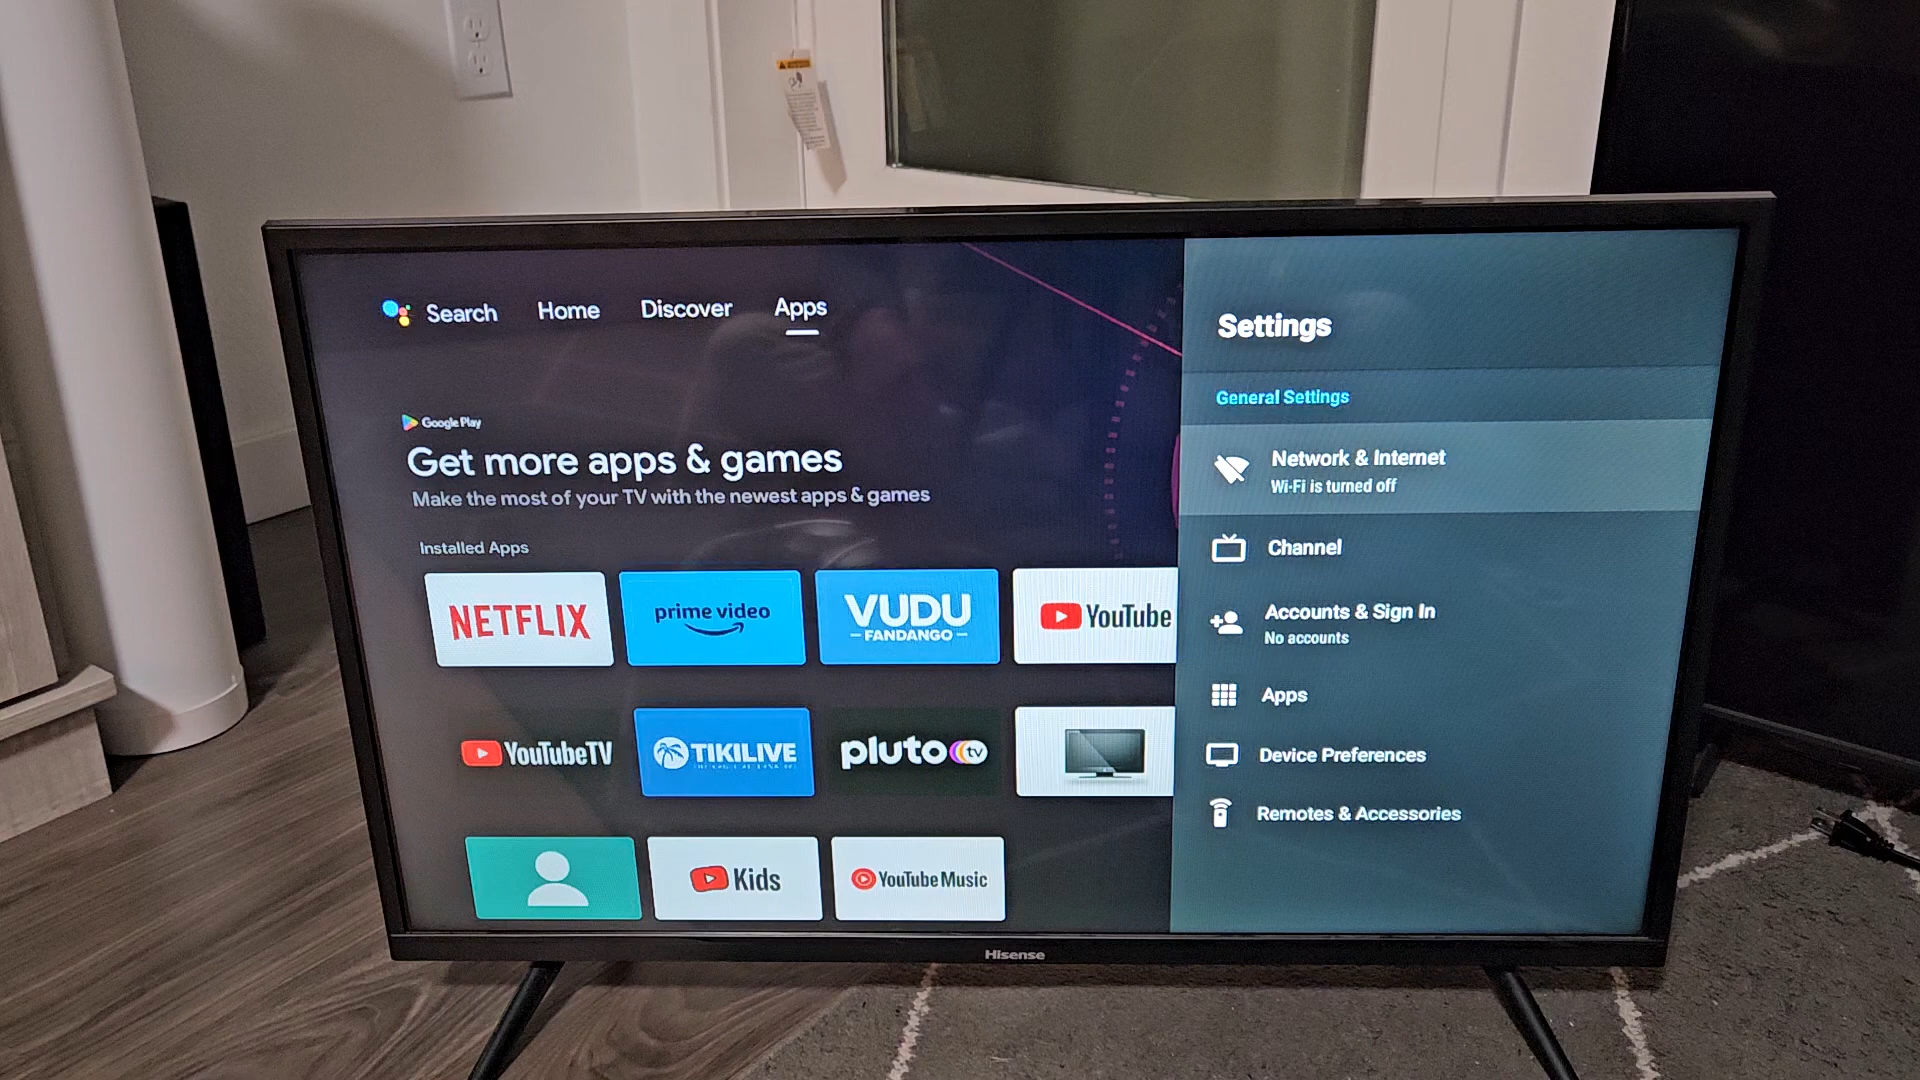 Search Home Discover Apps
Google Play
Get more apps & games
Make the most of your TV with the newest apps & games
Installed Apps
NETFLIX
prime video
VUDU
FANDANGO
YouTube
YouTubeTV
TIKILIVE
pluto tv
Kids
YouTube Music
Settings
General Settings
Network & Internet
Wi-Fi is turned off
Channel
Accounts & Sign In
No accounts
Apps
Device Preferences
Remotes & Accessories
Hisense